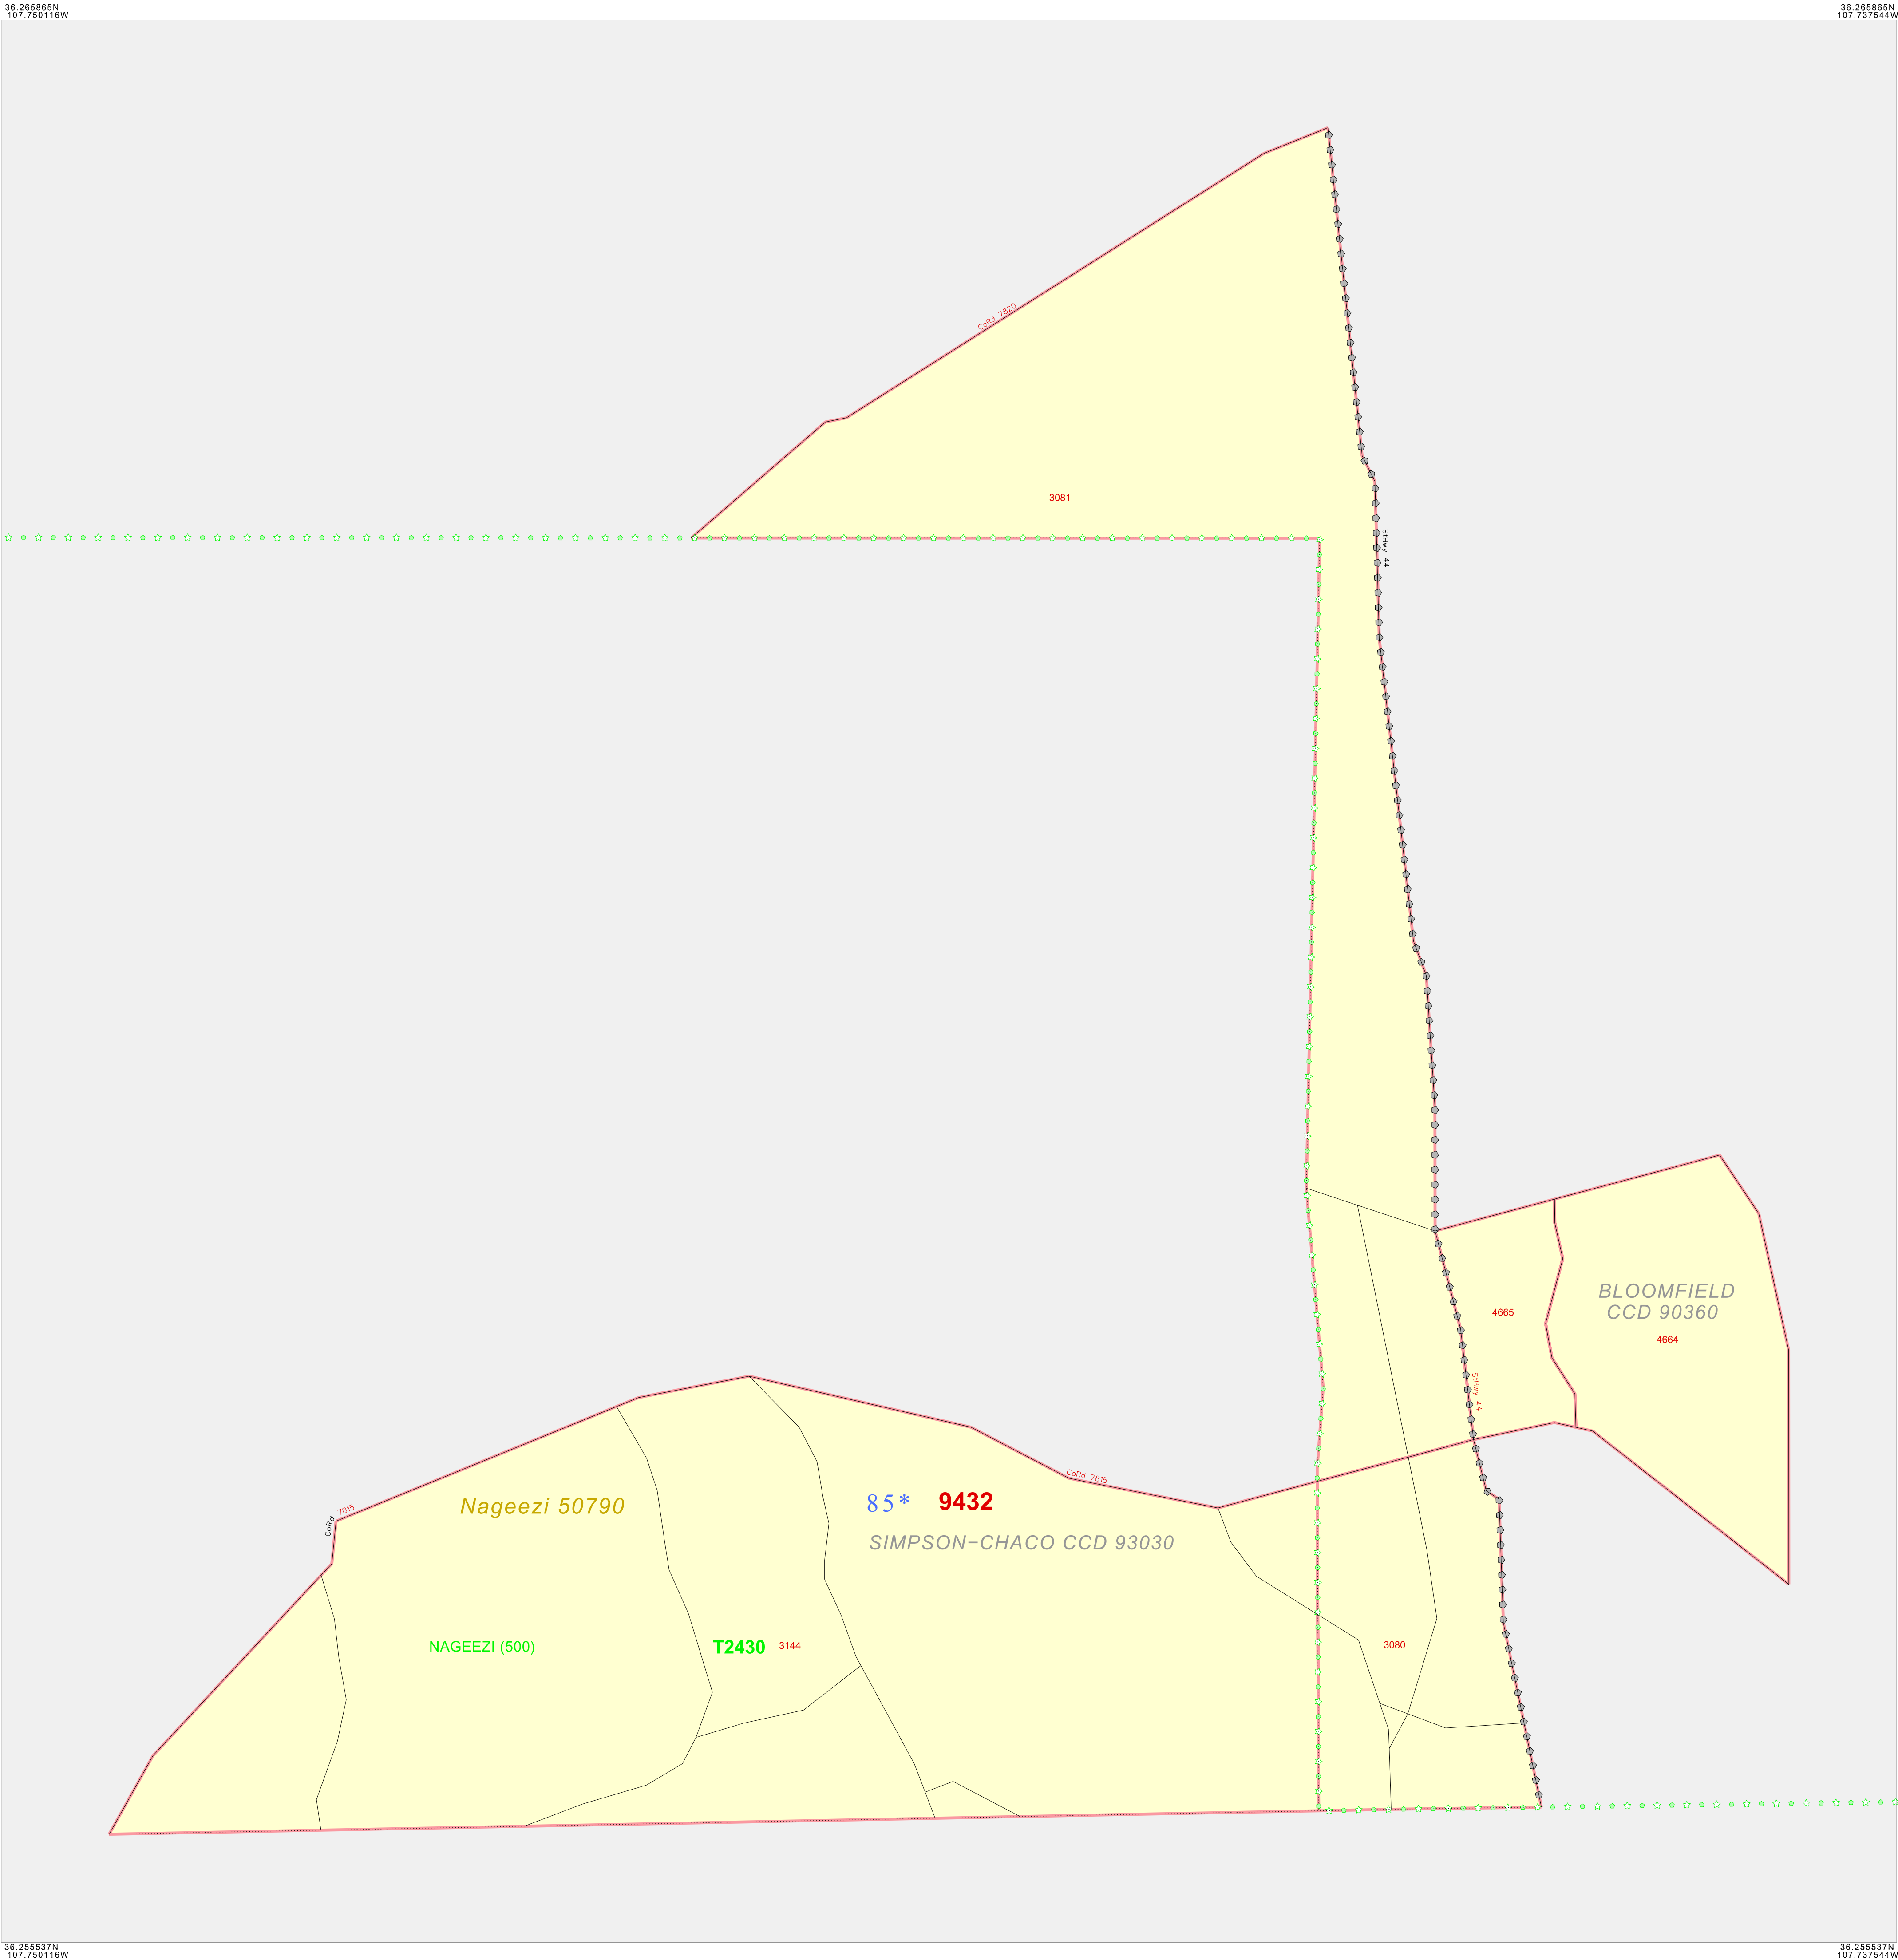 36.265865N
107.750116W
36.265865N
107.737544W
CoRd 7820
3081
StHwy 44
BLOOMFIELD
CCD 90360
4665
4664
StHwy 44
CoRd 7815
CoRd 7815
Nageezi 50790
85* 9432
SIMPSON-CHACO CCD 93030
NAGEEZI (500)
T2430 3144
3080
36.255537N
107.750116W
36.255537N
107.737544W